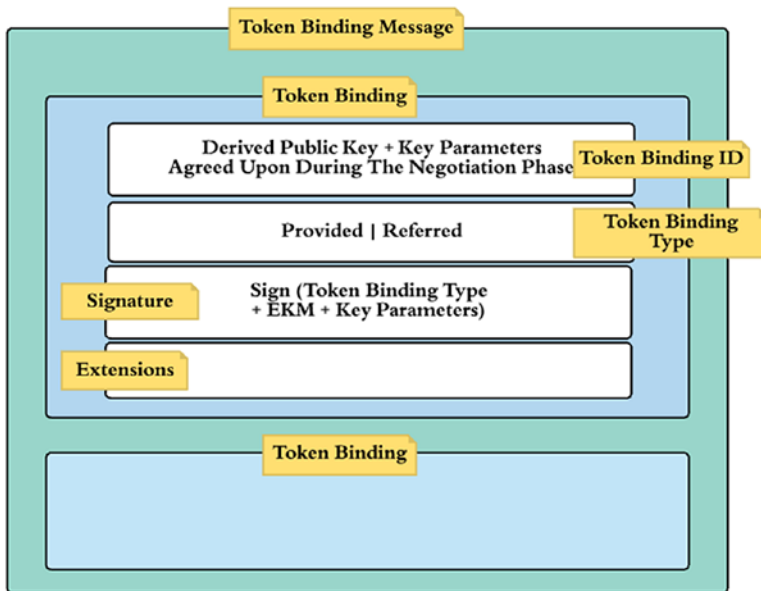 Token Binding Message
Token Binding
Derived Public Key + Key Parameters
Agreed Upon During The Negotiation Phase
Token Binding ID
Provided | Referred
Token Binding
Type
Signature
Sign (Token Binding Type
+ EKM + Key Parameters)
Extensions
Token Binding